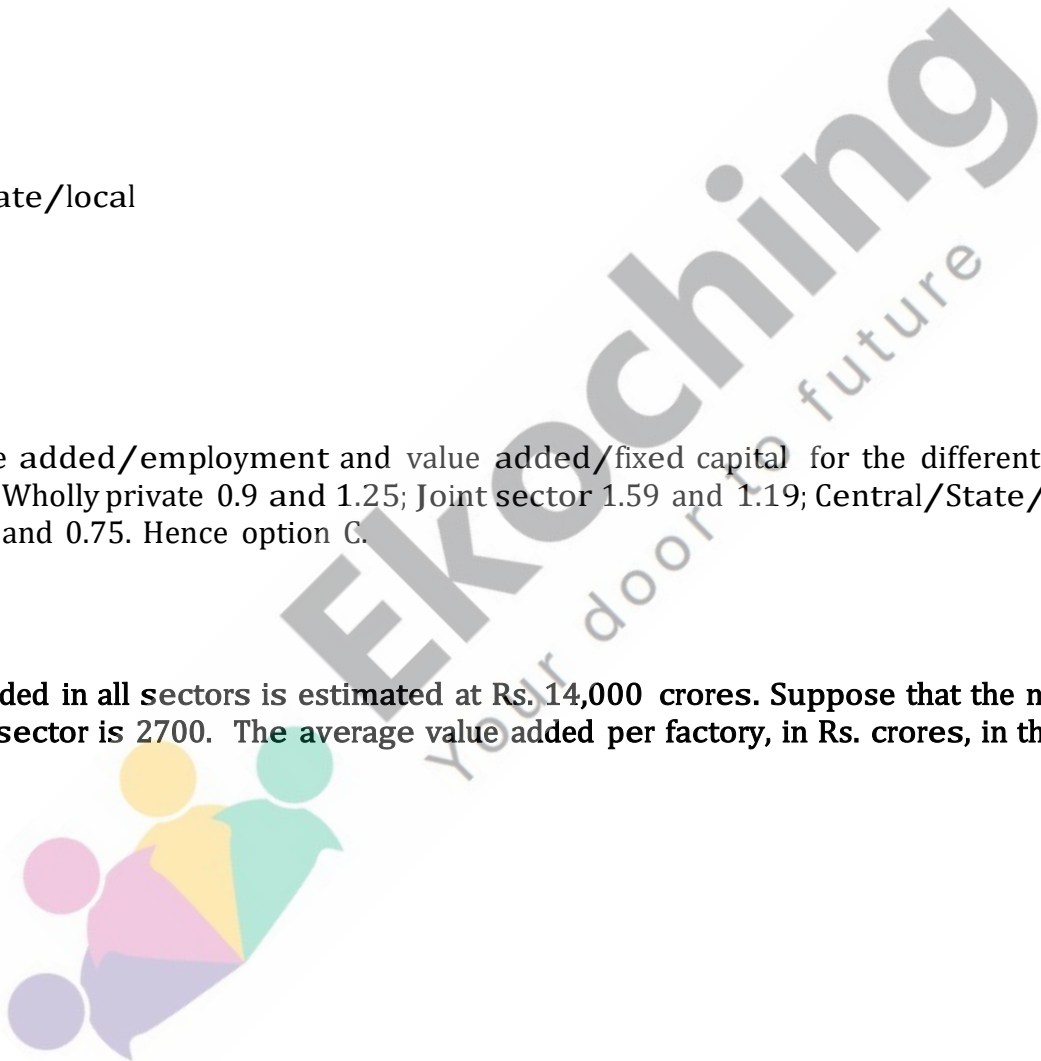 ate/local
e added/employment and value added/fixed capital for the different
Wholly private 0.9 and 1.25; Joint sector 1.59 and 1.19; Central/State/
and 0.75. Hence option C.
ded in all sectors is estimated at Rs. 14,000 crores. Suppose that the n
sector is 2700. The average value added per factory, in Rs. crores, in th
Ekoching
Your door to future